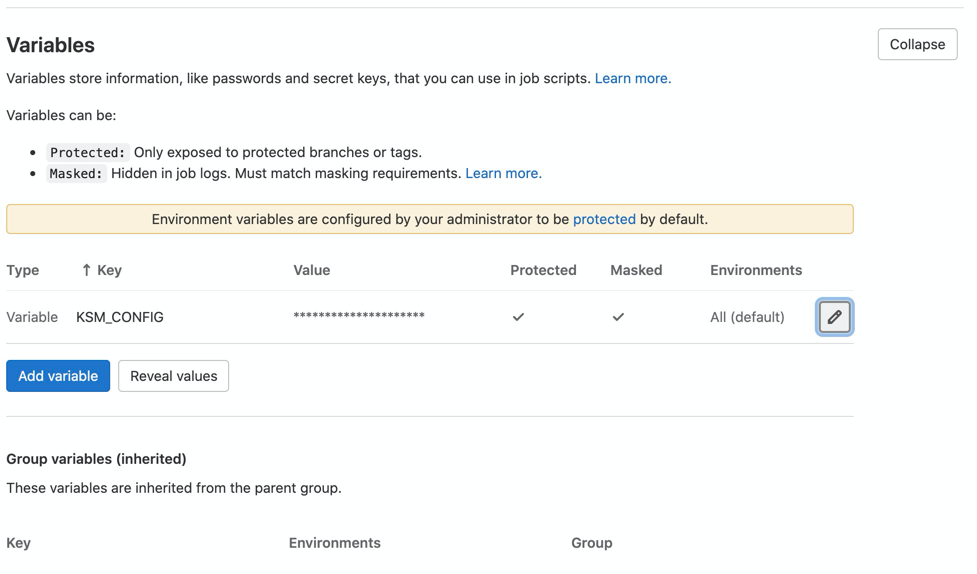 Variables
Collapse
Variables store information, like passwords and secret keys, that you can use in job scripts. Learn more.
Variables can be:
• Protected: Only exposed to protected branches or tags.
• Masked: Hidden in job logs. Must match masking requirements. Learn more.
Environment variables are configured by your administrator to be protected by default.
Type ↑ Key Value Protected Masked Environments
Variable KSM_CONFIG ********************* ✓ ✓ All (default)
Add variable Reveal values
Group variables (inherited)
These variables are inherited from the parent group.
Key Environments Group